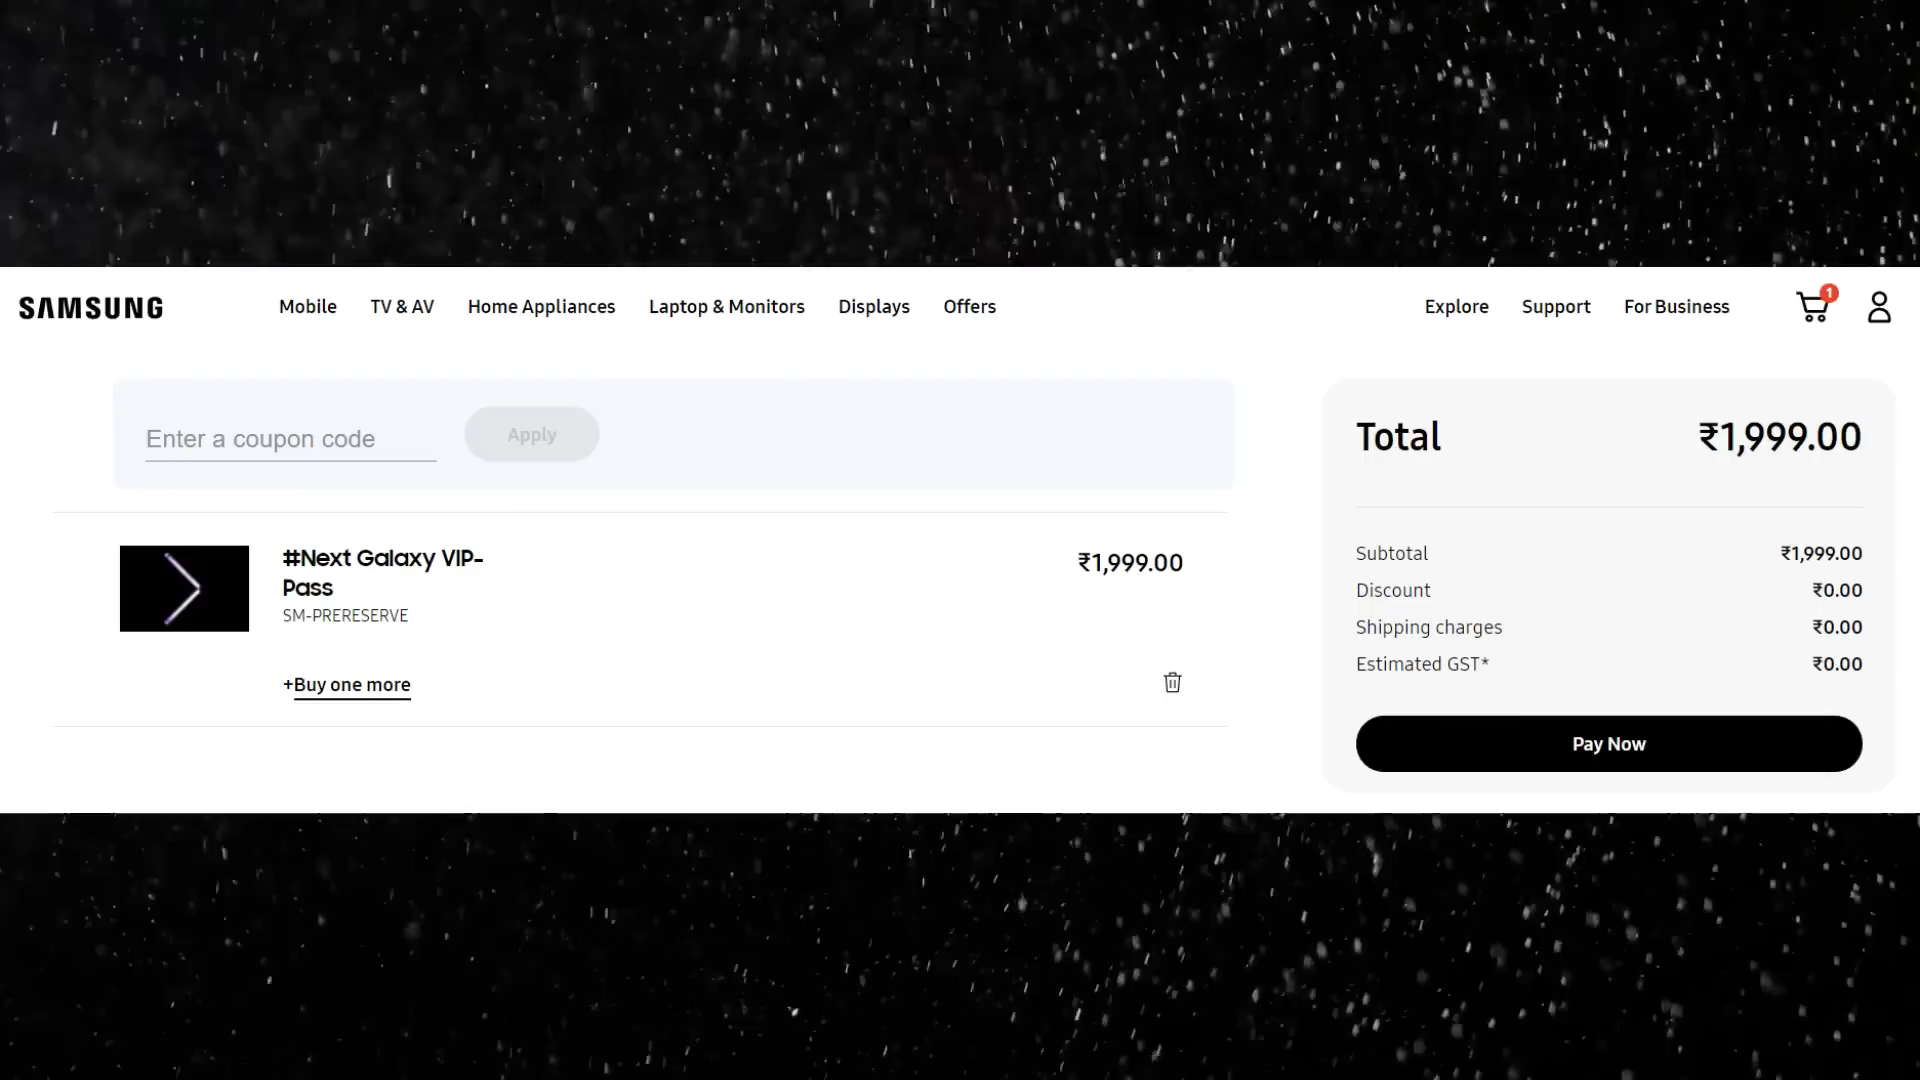 SAMSUNG Mobile TV & AV Home Appliances Laptop & Monitors Displays Offers Explore Support For Business 1
Enter a coupon code Apply
#Next Galaxy VIP-
Pass
SM-PRERESERVE
₹1,999.00
+Buy one more
Total ₹1,999.00
Subtotal ₹1,999.00
Discount ₹0.00
Shipping charges ₹0.00
Estimated GST* ₹0.00
Pay Now